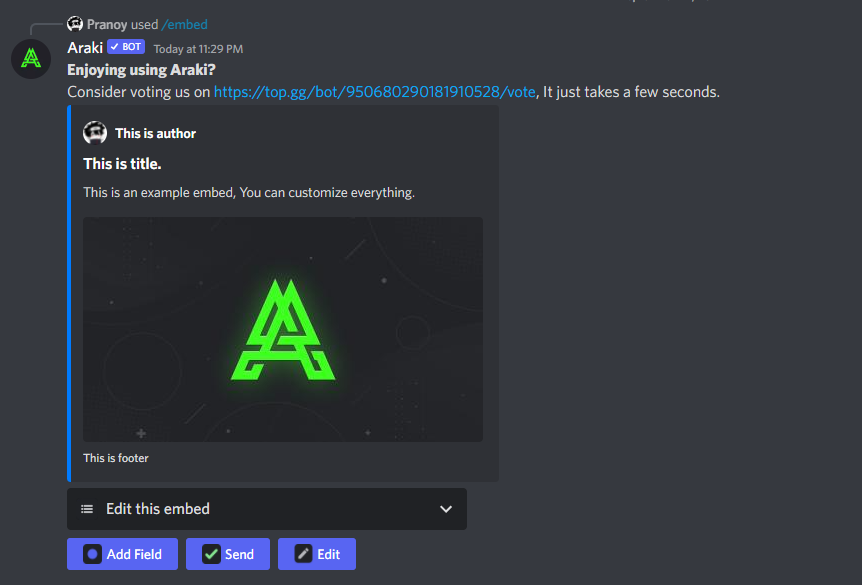 Pranoy used /embed
Araki ✓ BOT Today at 11:29 PM
Enjoying using Araki?
Consider voting us on https://top.gg/bot/950680290181910528/vote, It just takes a few seconds.
This is author
This is title.
This is an example embed, You can customize everything.
This is footer
Edit this embed
Add Field Send Edit